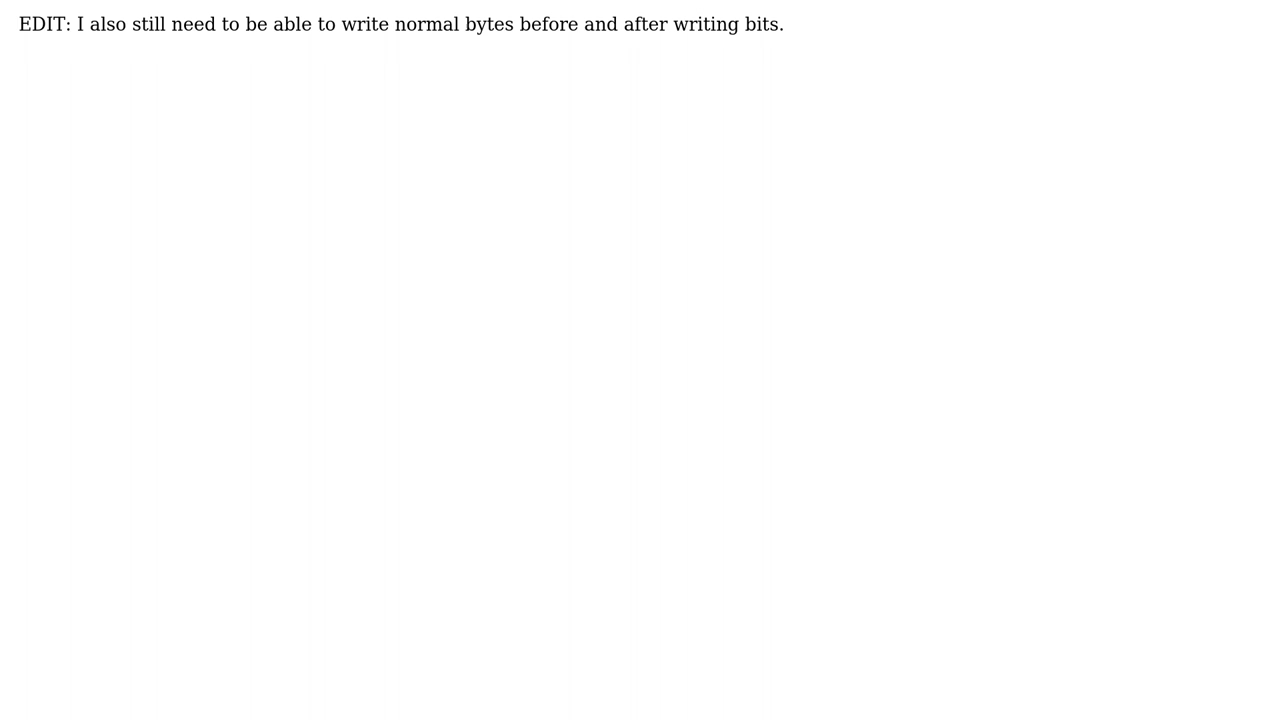 EDIT: I also still need to be able to write normal bytes before and after writing bits.